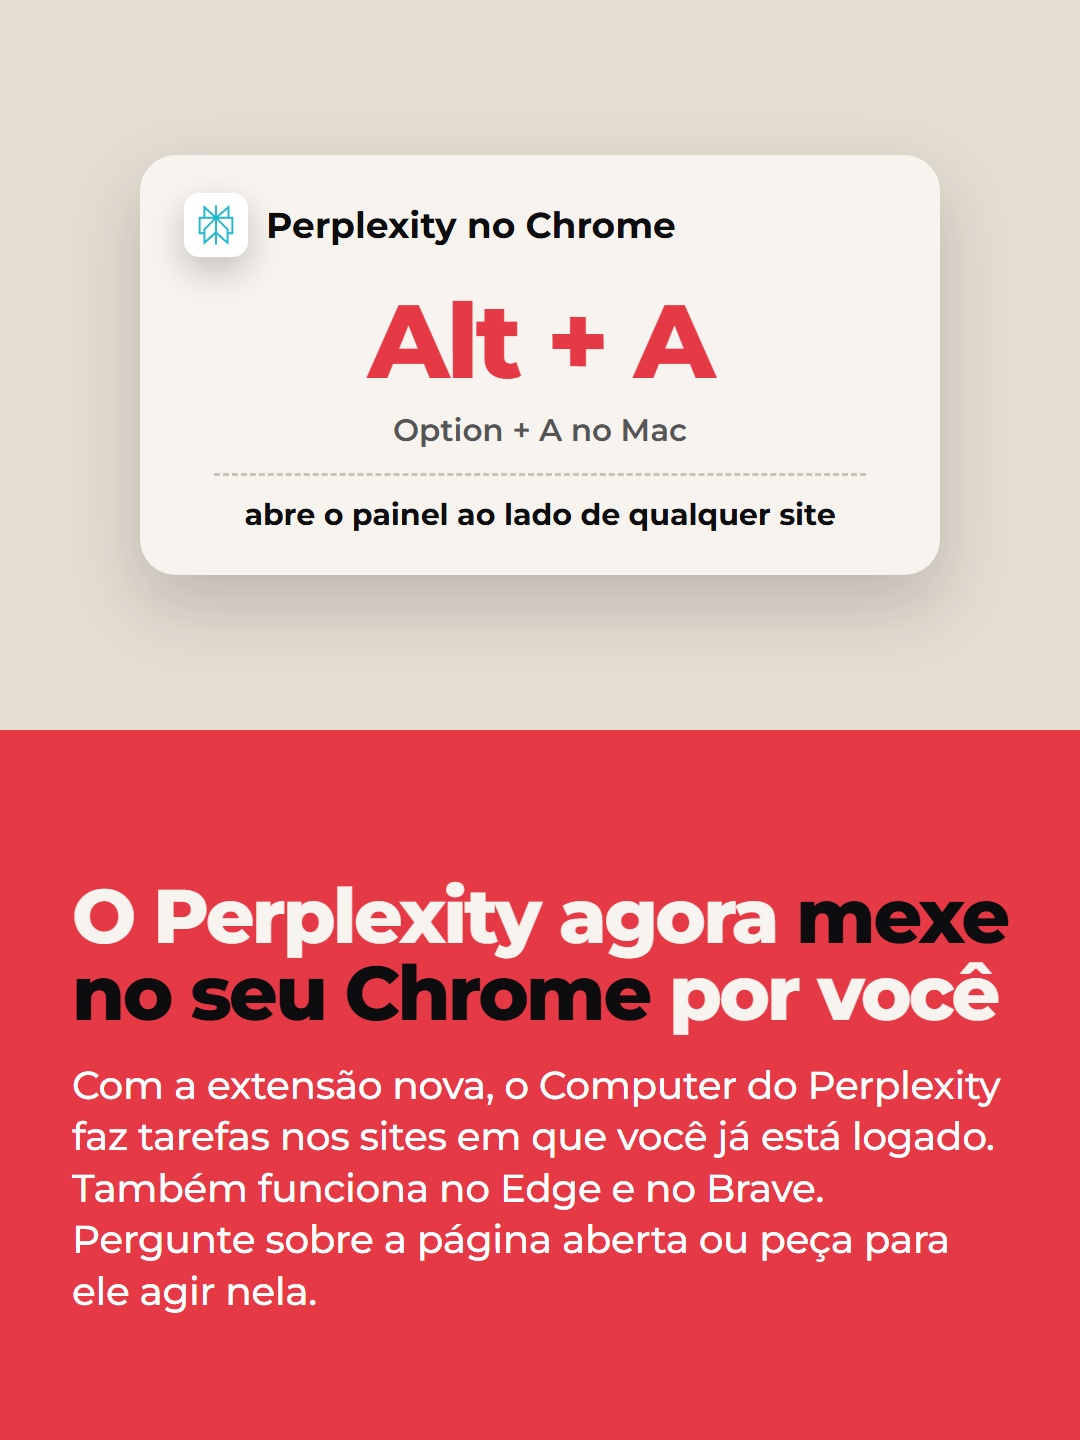 Perplexity no Chrome
Alt + A
Option + A no Mac
abre o painel ao lado de qualquer site
O Perplexity agora mexe
no seu Chrome por você
Com a extensão nova, o Computer do Perplexity
faz tarefas nos sites em que você já está logado.
Também funciona no Edge e no Brave.
Pergunte sobre a página aberta ou peça para
ele agir nela.